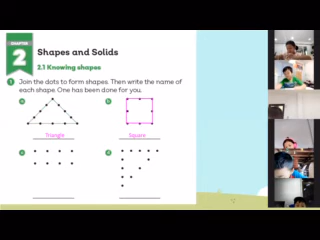 CHAPTER
2
Shapes and Solids
2.1 Knowing shapes
1 Join the dots to form shapes. Then write the name of
each shape. One has been done for you.
a
b
Triangle
Square
c
d